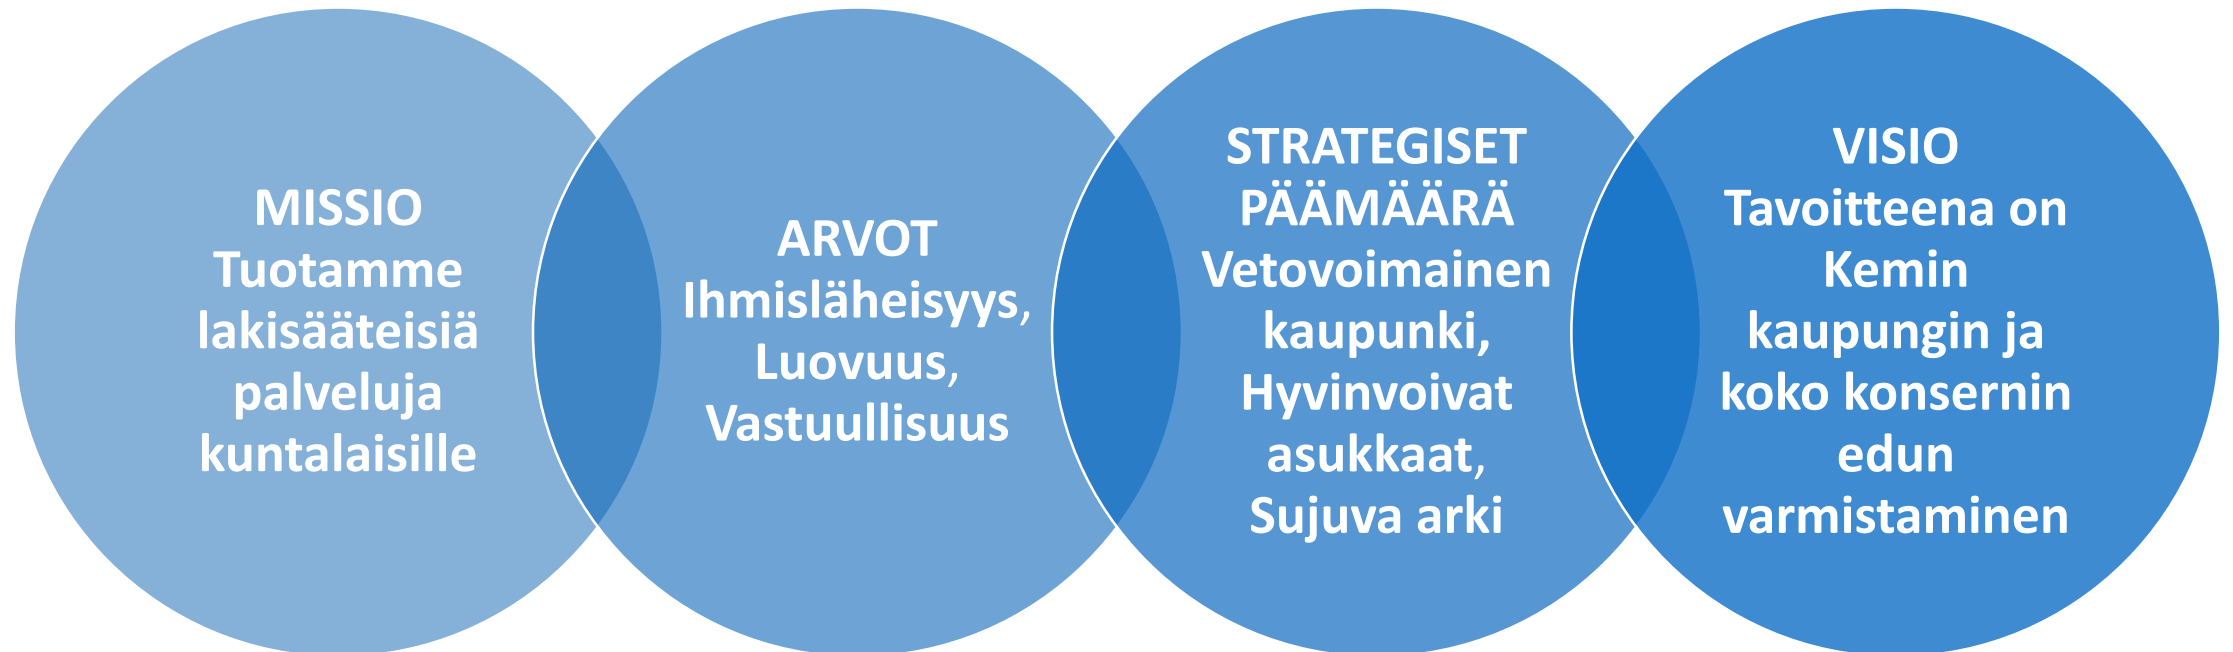 MISSIO
Tuotamme
lakisääteisiä
palveluja
kuntalaisille
ARVOT
Ihmisläheisyys,
Luovuus,
Vastuullisuus
STRATEGISET
PÄÄMÄÄRÄ
Vetovoimainen
kaupunki,
Hyvinvoivat
asukkaat,
Sujuva arki
VISIO
Tavoitteena on
Kemin
kaupungin ja
koko konsernin
edun
varmistaminen